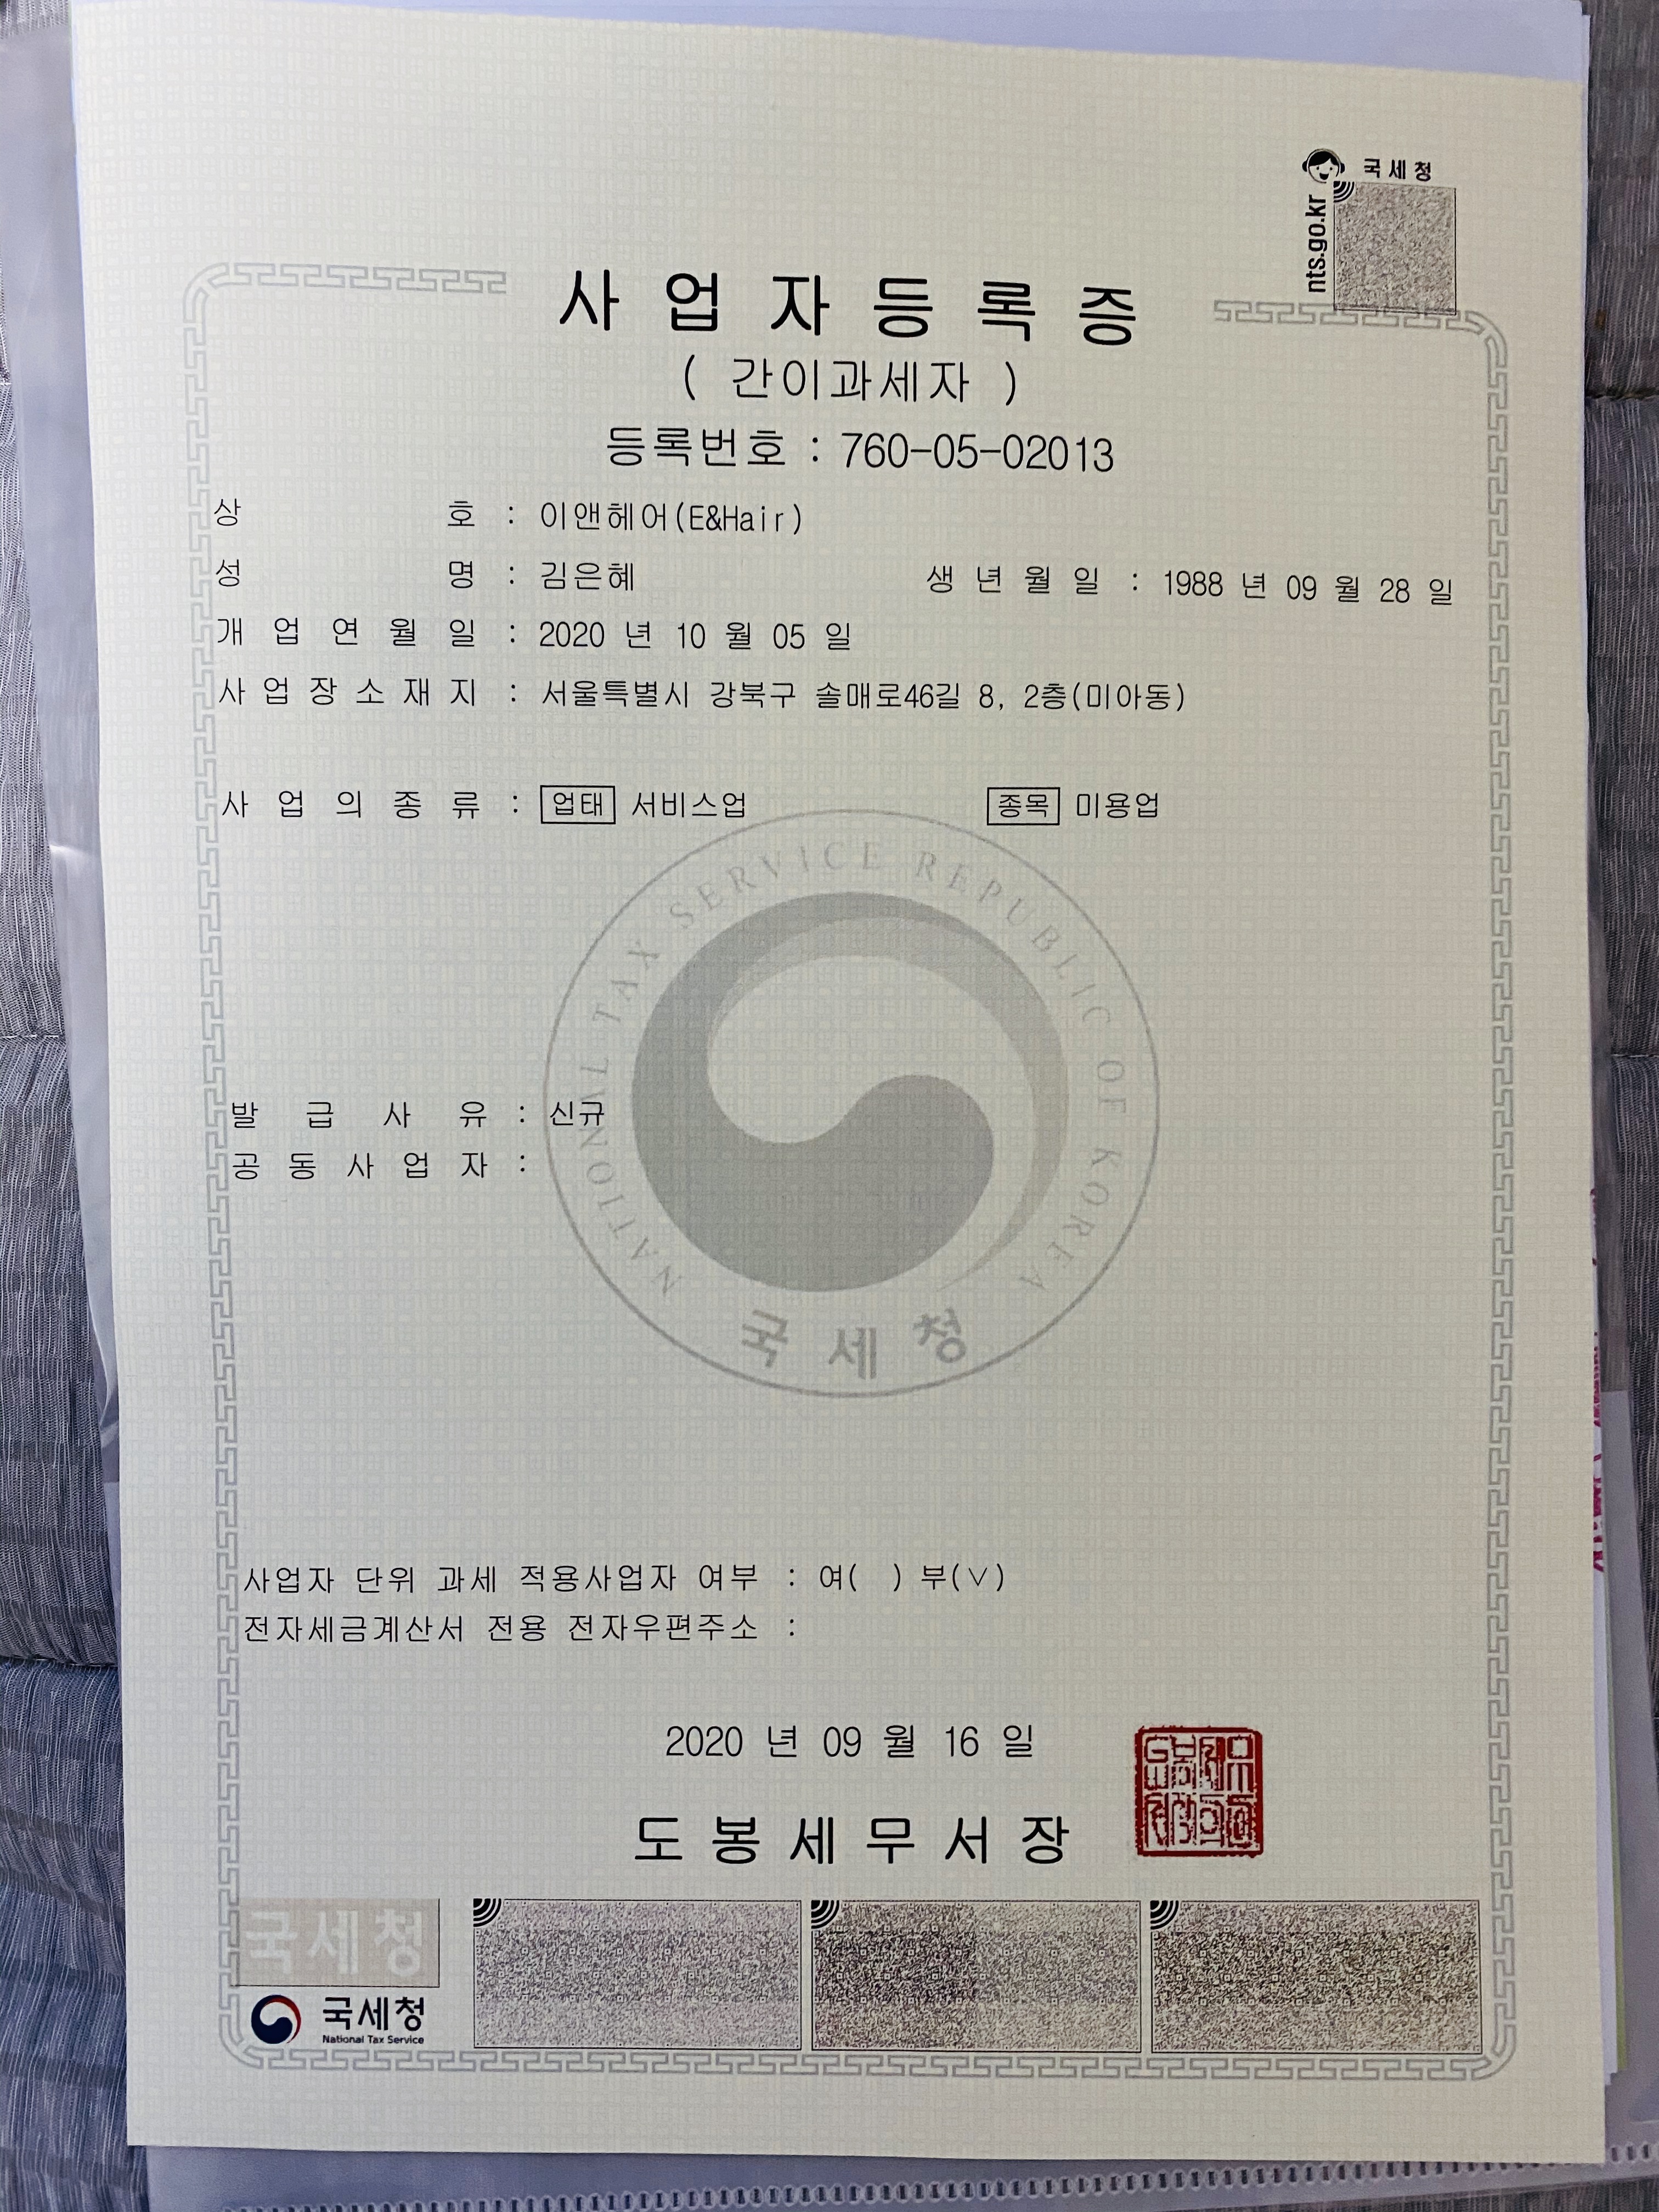 국세청
nts.go.kr
사업자등록증
( 간이과세자 )
등록번호 : 760-05-02013
상 호 : 이앤헤어(E&Hair)
성 명 : 김은혜 생 년 월 일 : 1988 년 09 월 28 일
개 업 연 월 일 : 2020 년 10 월 05 일
사 업 장 소 재 지 : 서울특별시 강북구 솔매로46길 8, 2층(미아동)
사 업 의 종 류 : 업태 서비스업 종목 미용업
NATIONAL TAX SERVICE REPUBLIC OF KOREA
발 급 사 유 : 신규
공 동 사 업 자 :
국세청
사업자 단위 과세 적용사업자 여부 : 여( ) 부(∨)
전자세금계산서 전용 전자우편주소 :
2020 년 09 월 16 일
도봉세무서장
국세청
국세청
National Tax Service